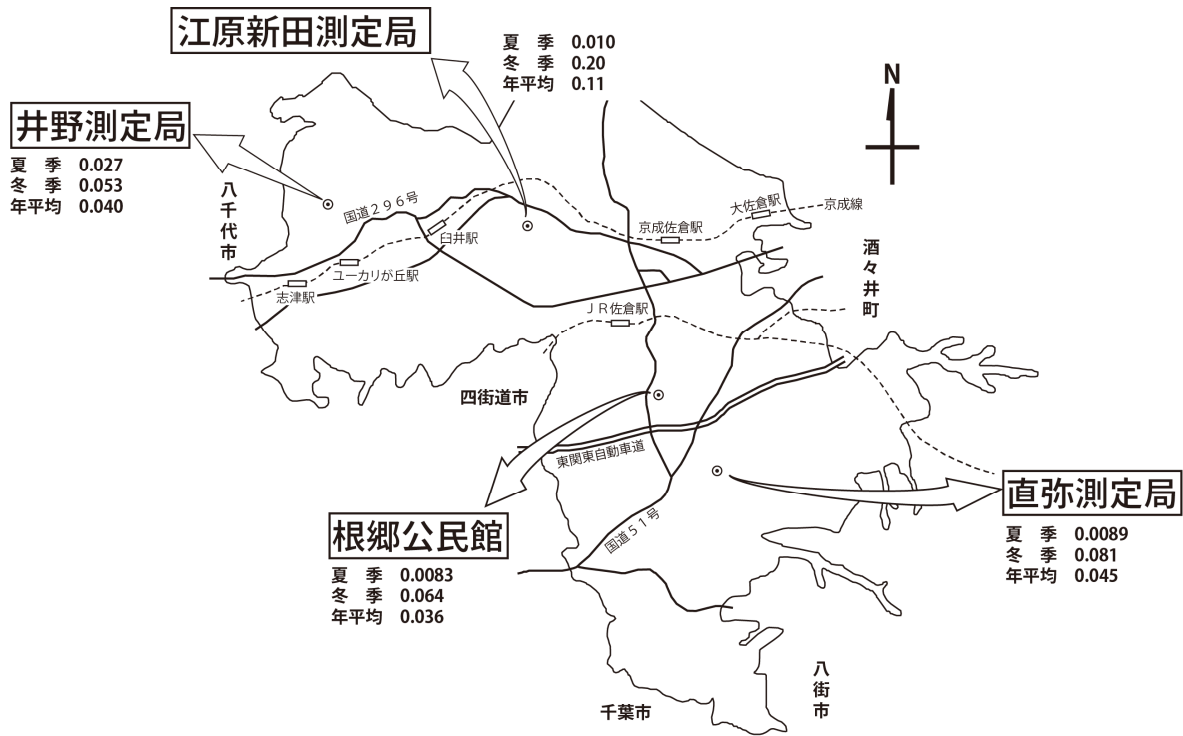 江原新田測定局
夏　季　0.010
冬　季　0.20
年平均　0.11
N
井野測定局
夏　季　0.027
冬　季　0.053
年平均　0.040
八千代市
国道２９６号
臼井駅
ユーカリが丘駅
志津駅
京成佐倉駅
大佐倉駅
京成線
酒々井町
ＪＲ佐倉駅
四街道市
東関東自動車道
国道５１号
根郷公民館
夏　季　0.0083
冬　季　0.064
年平均　0.036
直弥測定局
夏　季　0.0089
冬　季　0.081
年平均　0.045
八街市
千葉市